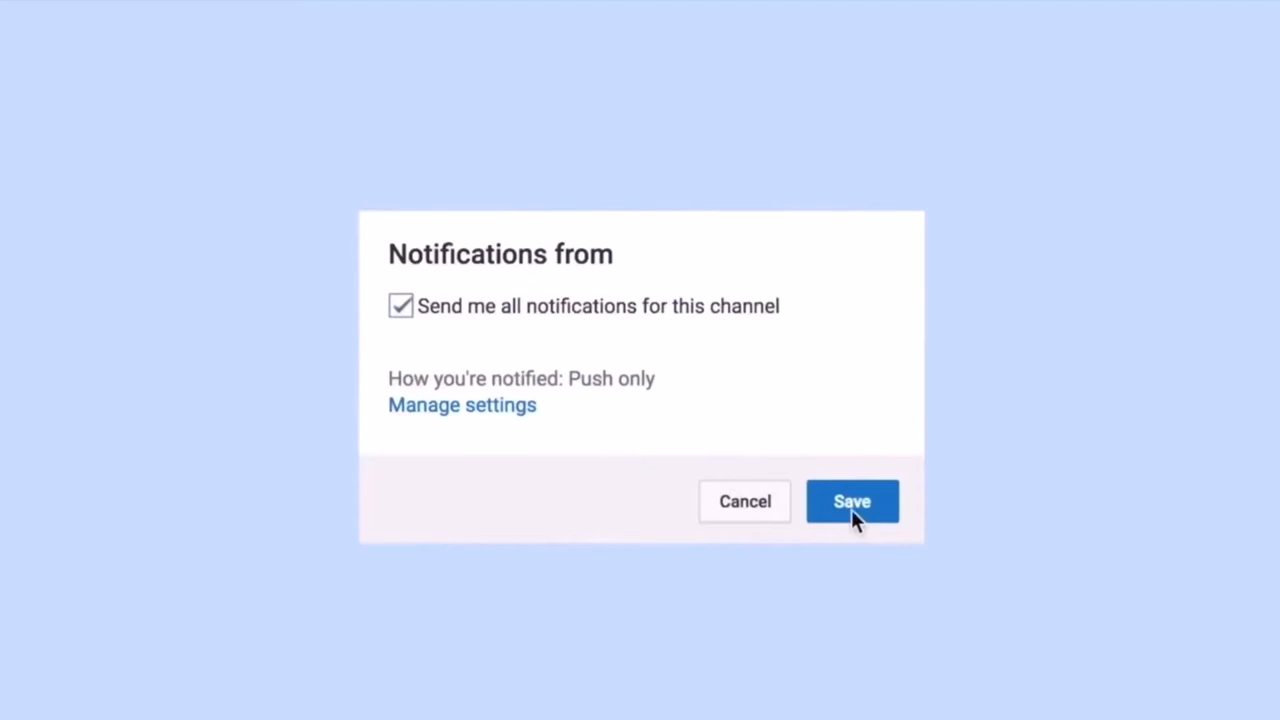 Notifications from
Send me all notifications for this channel
How you're notified: Push only
Manage settings
Cancel
Save